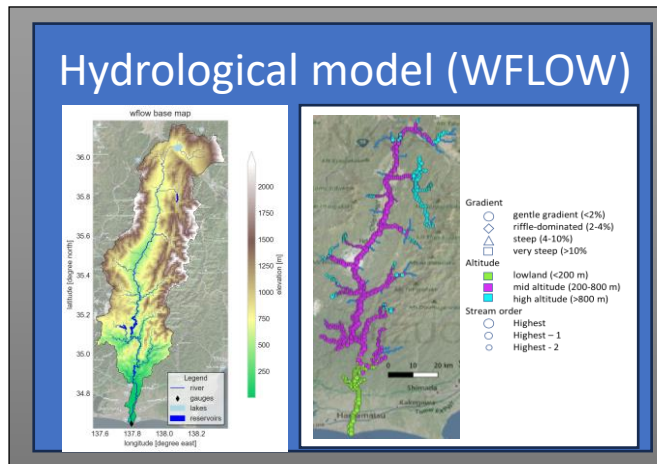 Hydrological model (WFLOW)
wflow base map
36.0
35.8
35.6
35.4
35.2
35.0
34.8
latitude [degree north]
137.6 137.8 138.0 138.2
longitude [degree east]
2000
1750
1500
1250
1000
750
500
250
elevation [m]
Legend
river
gauges
lakes
reservoirs
0 10 20 km
Shimada
Gradient
gentle gradient (<2%)
riffle-dominated (2-4%)
steep (4-10%)
very steep (>10%
Altitude
lowland (<200 m)
mid altitude (200-800 m)
high altitude (>800 m)
Stream order
Highest
Highest – 1
Highest - 2